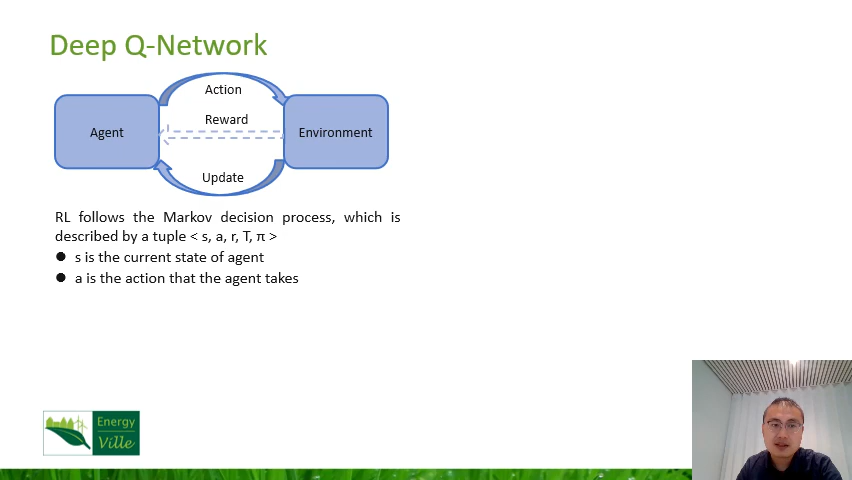 Deep Q-Network
Action
Reward
Agent
Environment
Update
RL follows the Markov decision process, which is
described by a tuple < s, a, r, T, π >
● s is the current state of agent
● a is the action that the agent takes
Energy
Ville